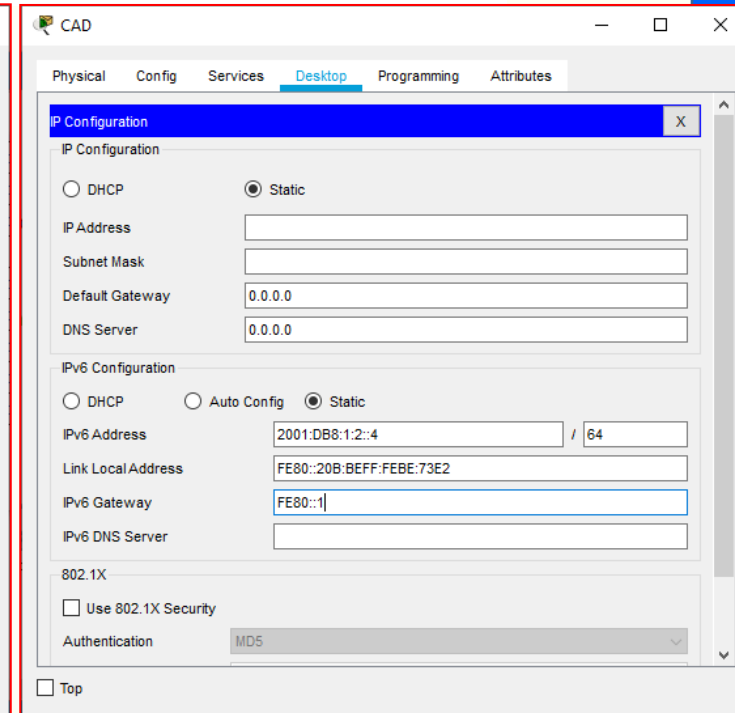 CAD
Physical Config Services Desktop Programming Attributes
IP Configuration X
IP Configuration
DHCP Static
IP Address
Subnet Mask
Default Gateway 0.0.0.0
DNS Server 0.0.0.0
IPv6 Configuration
DHCP Auto Config Static
IPv6 Address 2001:DB8:1:2::4 / 64
Link Local Address FE80::20B:BEFF:FEBE:73E2
IPv6 Gateway FE80::1
IPv6 DNS Server
802.1X
Use 802.1X Security
Authentication MD5
Top